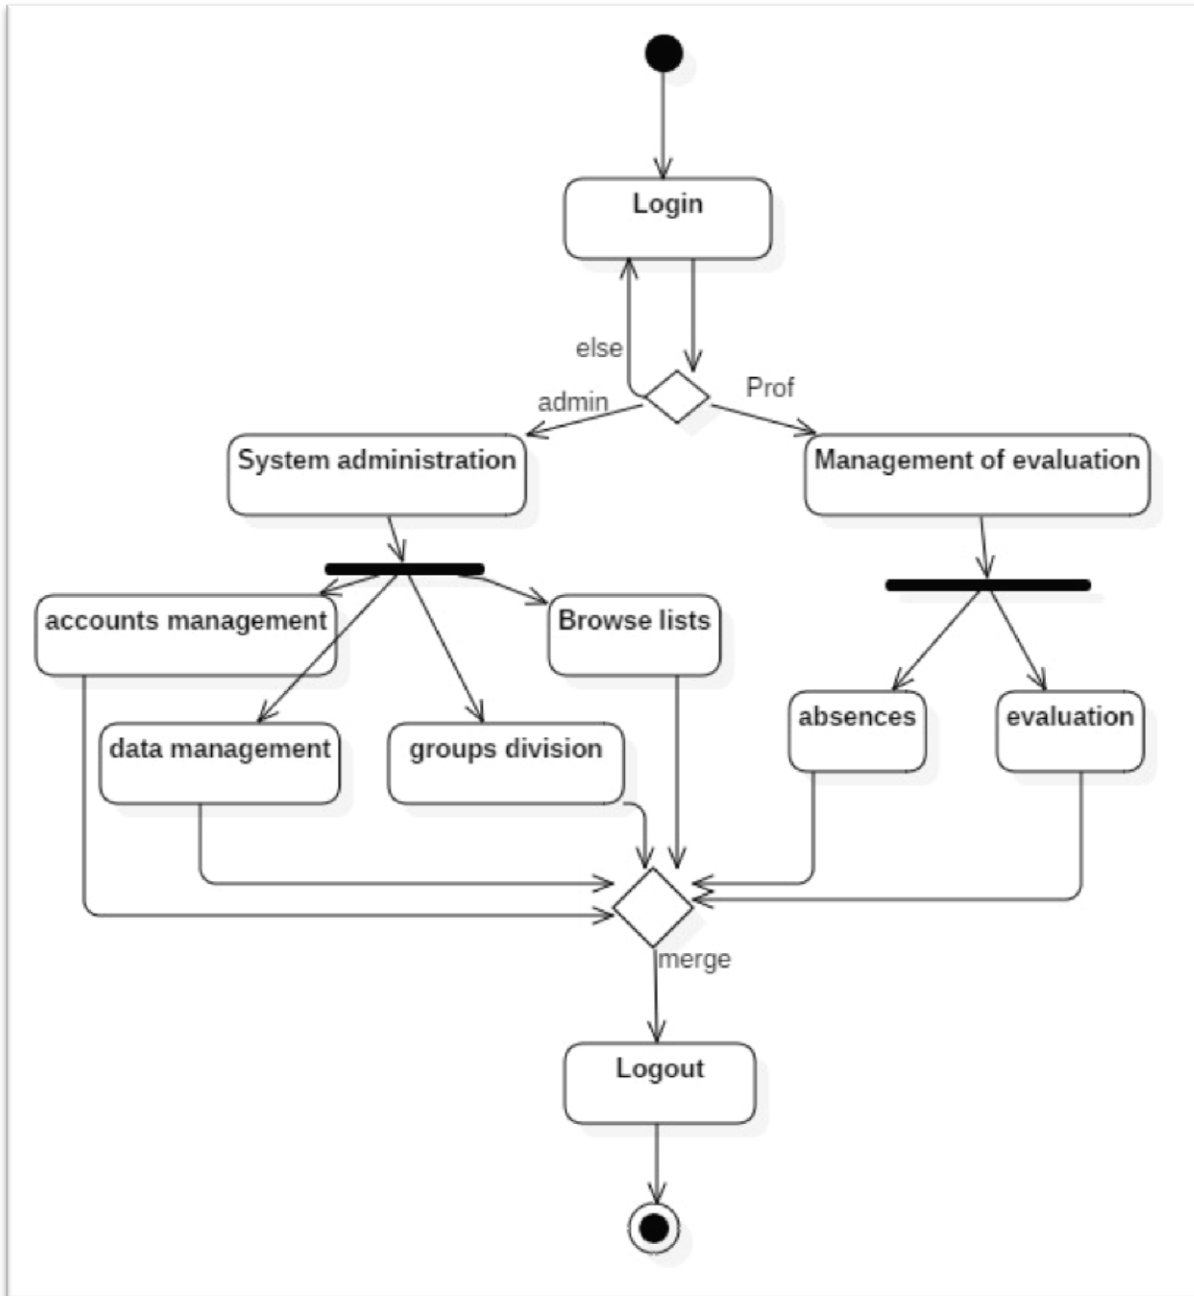 Login
else
Prof
admin
System administration
Management of evaluation
accounts management
Browse lists
absences
evaluation
data management
groups division
merge
Logout